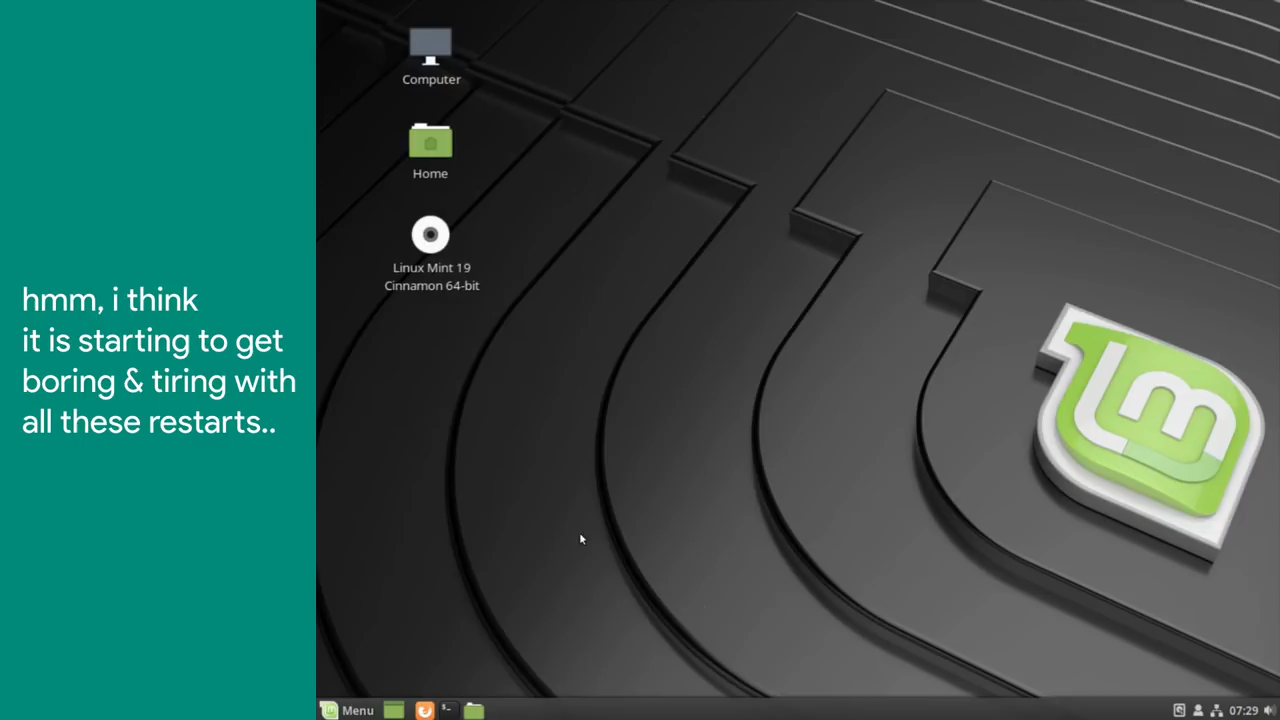 hmm, i think
it is starting to get
boring & tiring with
all these restarts..
Computer
Home
Linux Mint 19
Cinnamon 64-bit
lm
Menu
07:29